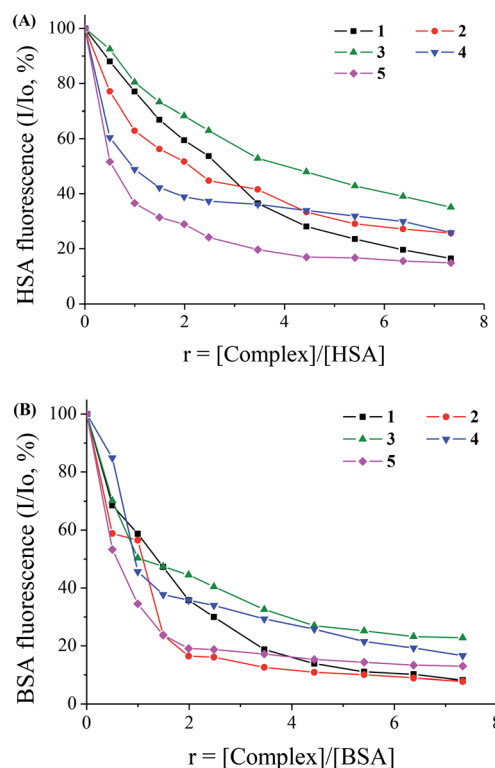 (A)
100
80
60
40
20
0
HSA fluorescence (I/Io, %)
1 2
3 4
5
0 2 4 6 8
r = [Complex]/[HSA]
(B)
100
80
60
40
20
0
BSA fluorescence (I/Io, %)
1 2
3 4
5
0 2 4 6 8
r = [Complex]/[BSA]